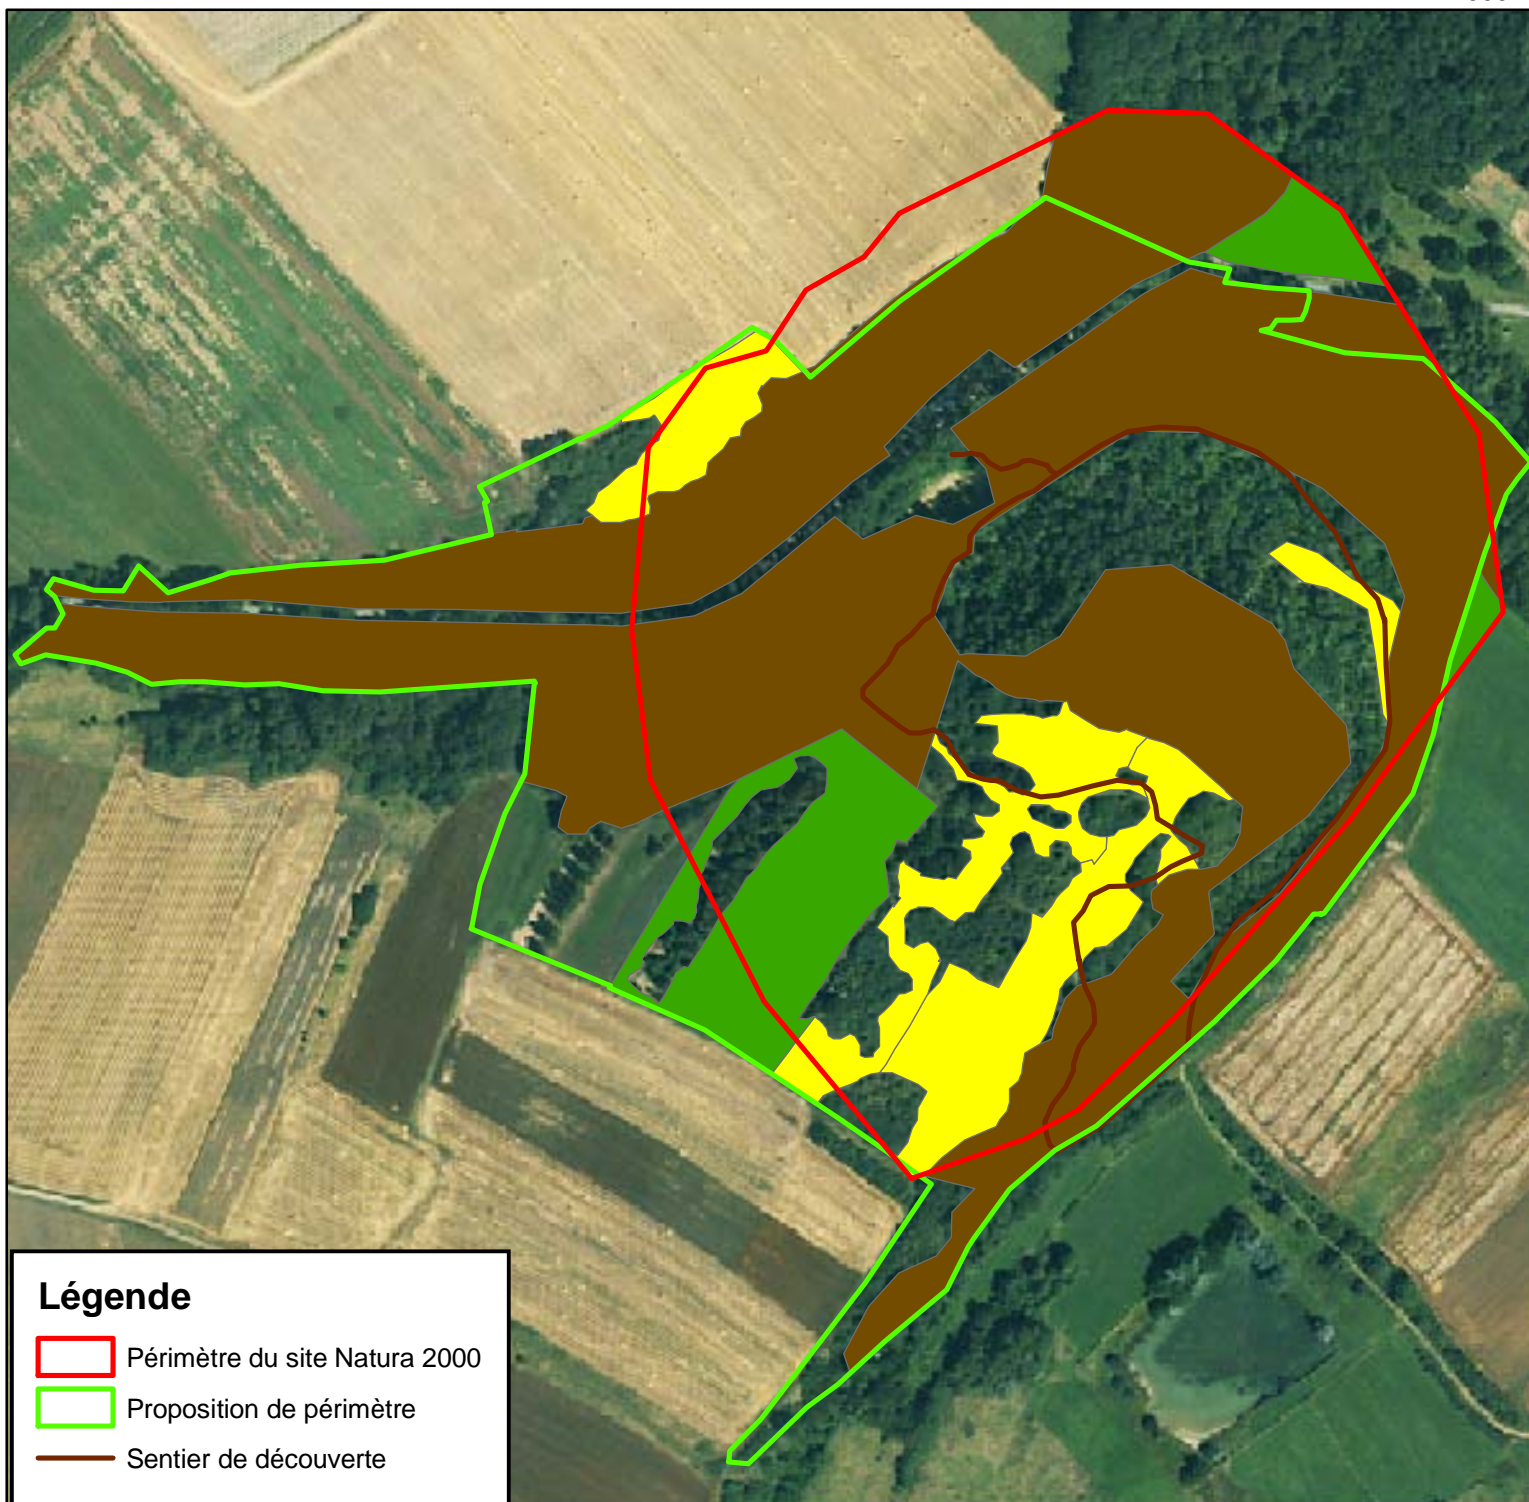 Légende
Périmètre du site Natura 2000
Proposition de périmètre
Sentier de découverte